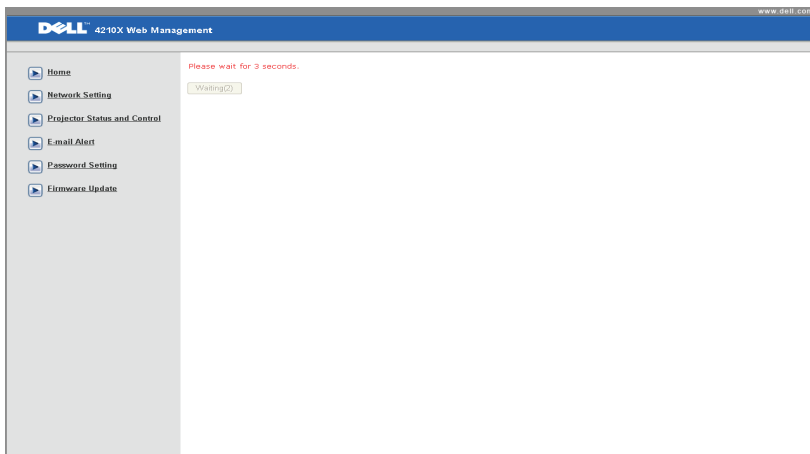 www.dell.com
DELL™ 4210X Web Management
Home
Network Setting
Projector Status and Control
E-mail Alert
Password Setting
Firmware Update
Please wait for 3 seconds.
Waiting(2)